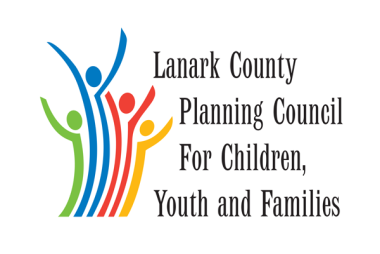 Lanark County
Planning Council
For Children,
Youth and Families